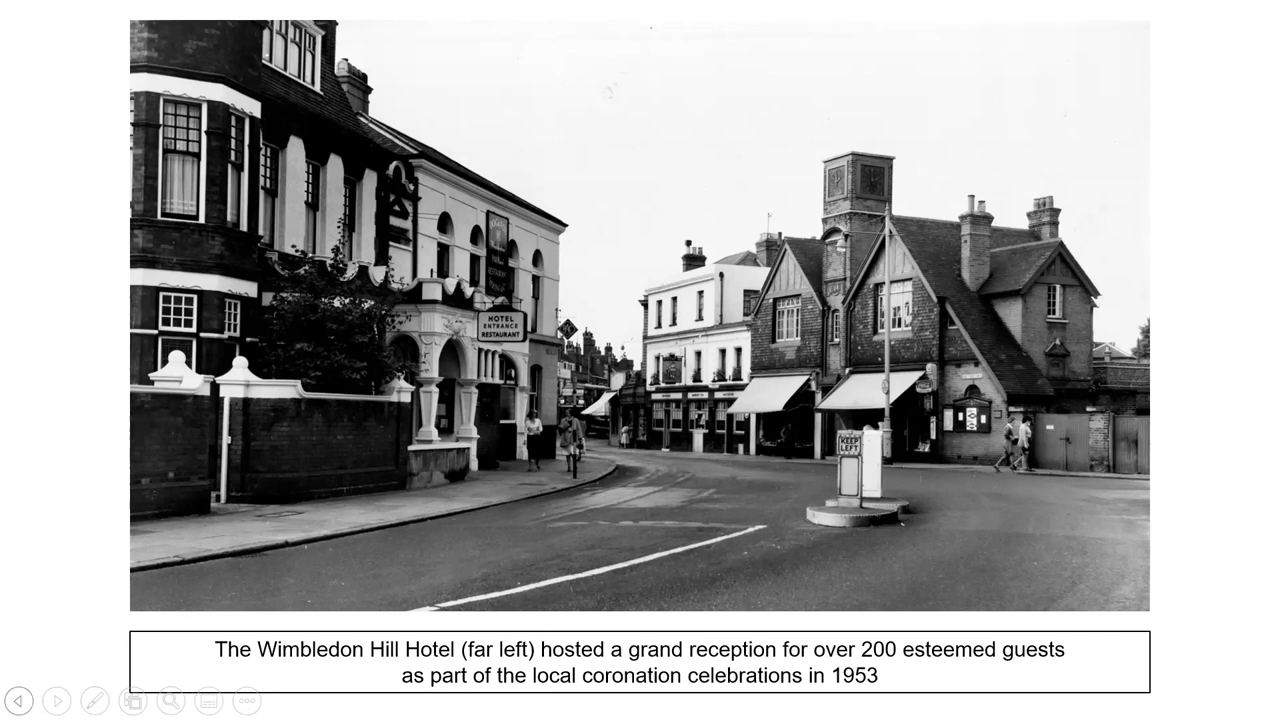 HOTEL
ENTRANCE
RESTAURANT
KEEP
LEFT
The Wimbledon Hill Hotel (far left) hosted a grand reception for over 200 esteemed guests
as part of the local coronation celebrations in 1953